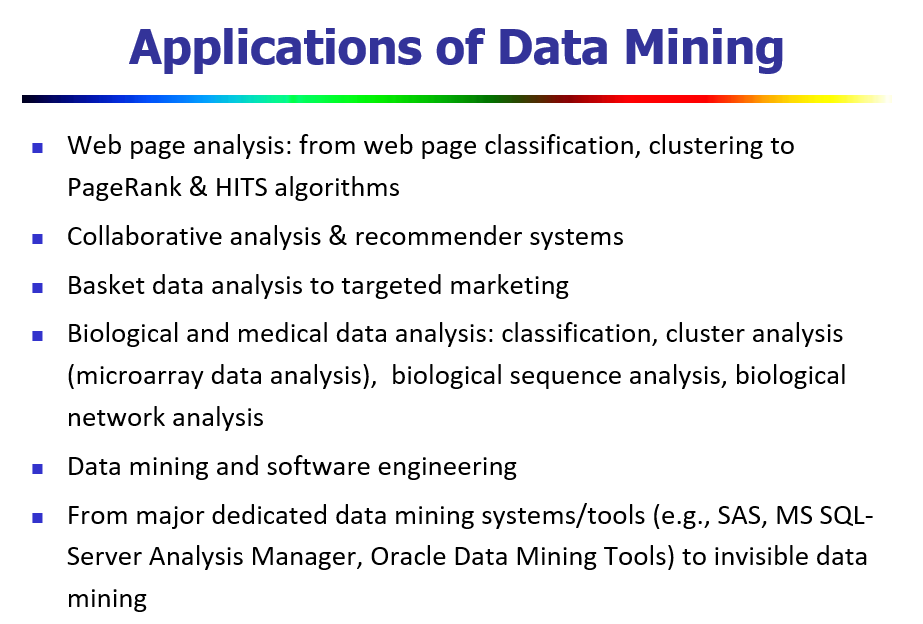 Applications of Data Mining
Web page analysis: from web page classification, clustering to
PageRank & HITS algorithms
Collaborative analysis & recommender systems
Basket data analysis to targeted marketing
Biological and medical data analysis: classification, cluster analysis
(microarray data analysis),  biological sequence analysis, biological
network analysis
Data mining and software engineering
From major dedicated data mining systems/tools (e.g., SAS, MS SQL-
Server Analysis Manager, Oracle Data Mining Tools) to invisible data
mining